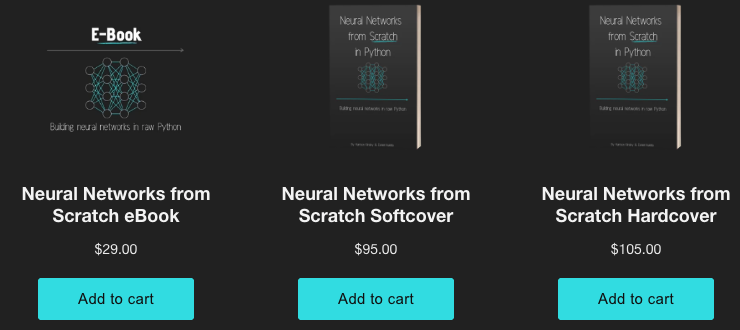 E-Book
Building neural networks in raw Python
Neural Networks from
Scratch eBook
$29.00
Add to cart
Neural Networks
from Scratch
in Python
Building neural networks in raw Python
Neural Networks from
Scratch Softcover
$95.00
Add to cart
Neural Networks
from Scratch
in Python
Building neural networks in raw Python
Neural Networks from
Scratch Hardcover
$105.00
Add to cart